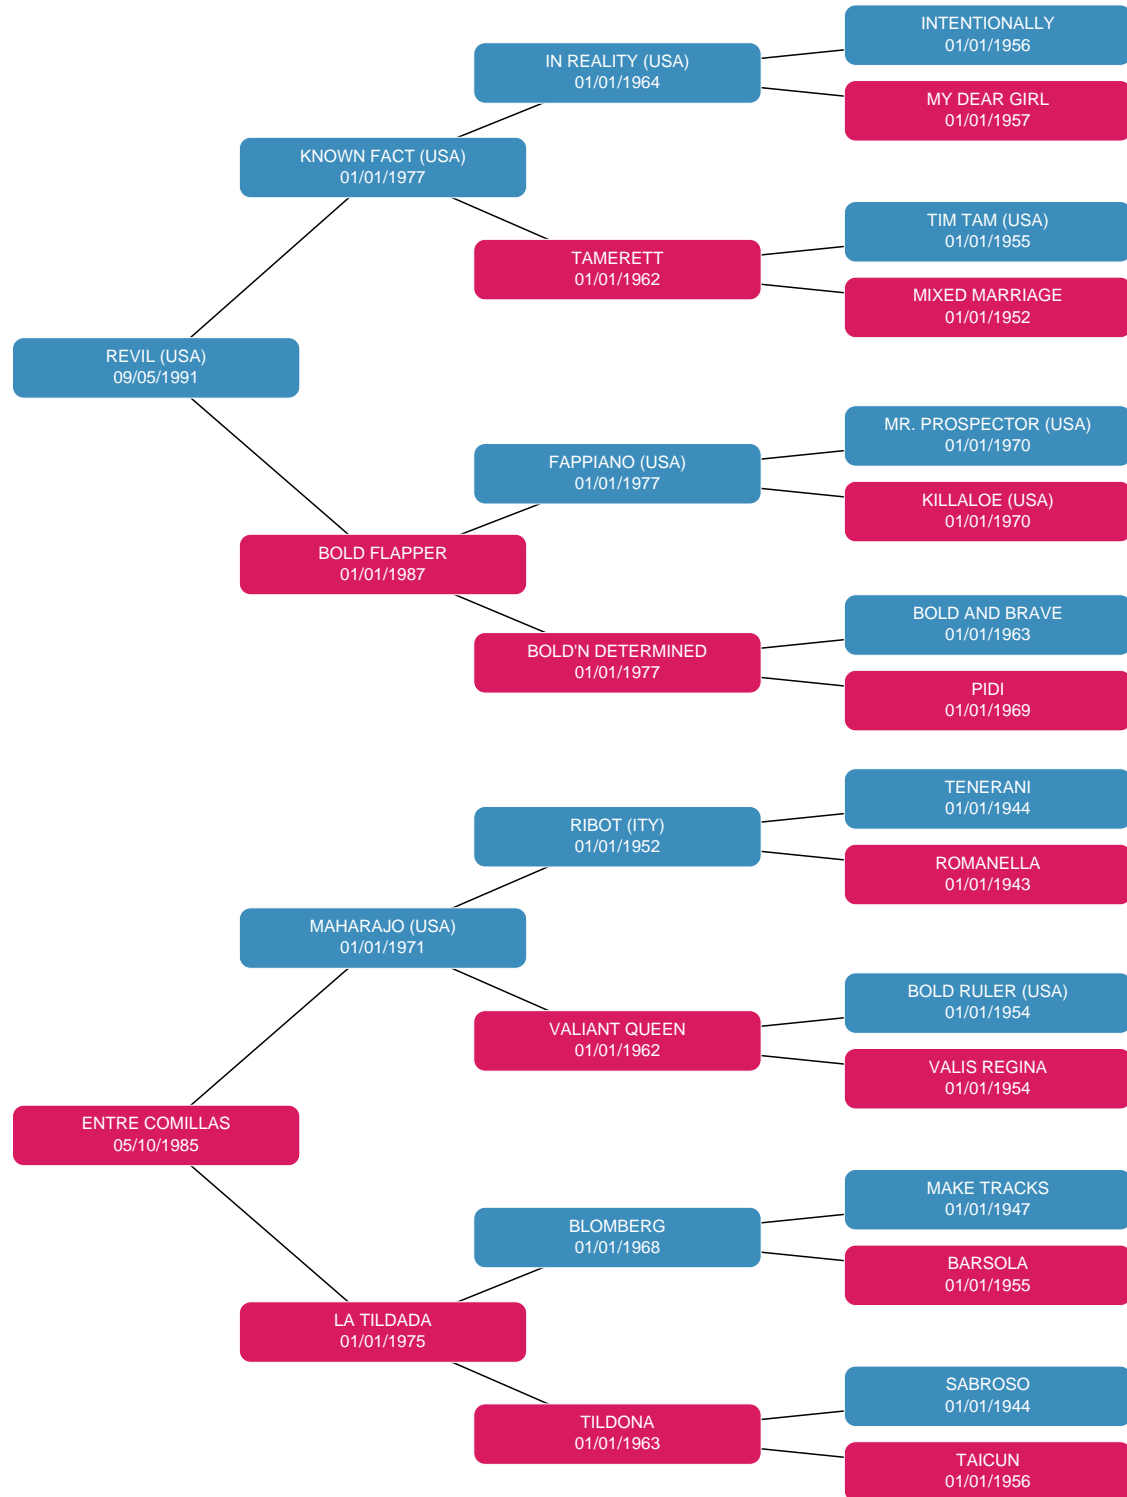 INTENTIONALLY
01/01/1956
IN REALITY (USA)
01/01/1964
MY DEAR GIRL
01/01/1957
KNOWN FACT (USA)
01/01/1977
TIM TAM (USA)
01/01/1955
TAMERETT
01/01/1962
MIXED MARRIAGE
01/01/1952
REVIL (USA)
09/05/1991
MR. PROSPECTOR (USA)
01/01/1970
FAPPIANO (USA)
01/01/1977
KILLALOE (USA)
01/01/1970
BOLD FLAPPER
01/01/1987
BOLD AND BRAVE
01/01/1963
BOLD'N DETERMINED
01/01/1977
PIDI
01/01/1969
TENERANI
01/01/1944
RIBOT (ITY)
01/01/1952
ROMANELLA
01/01/1943
MAHARAJO (USA)
01/01/1971
BOLD RULER (USA)
01/01/1954
VALIANT QUEEN
01/01/1962
VALIS REGINA
01/01/1954
ENTRE COMILLAS
05/10/1985
MAKE TRACKS
01/01/1947
BLOMBERG
01/01/1968
BARSOLA
01/01/1955
LA TILDADA
01/01/1975
SABROSO
01/01/1944
TILDONA
01/01/1963
TAICUN
01/01/1956